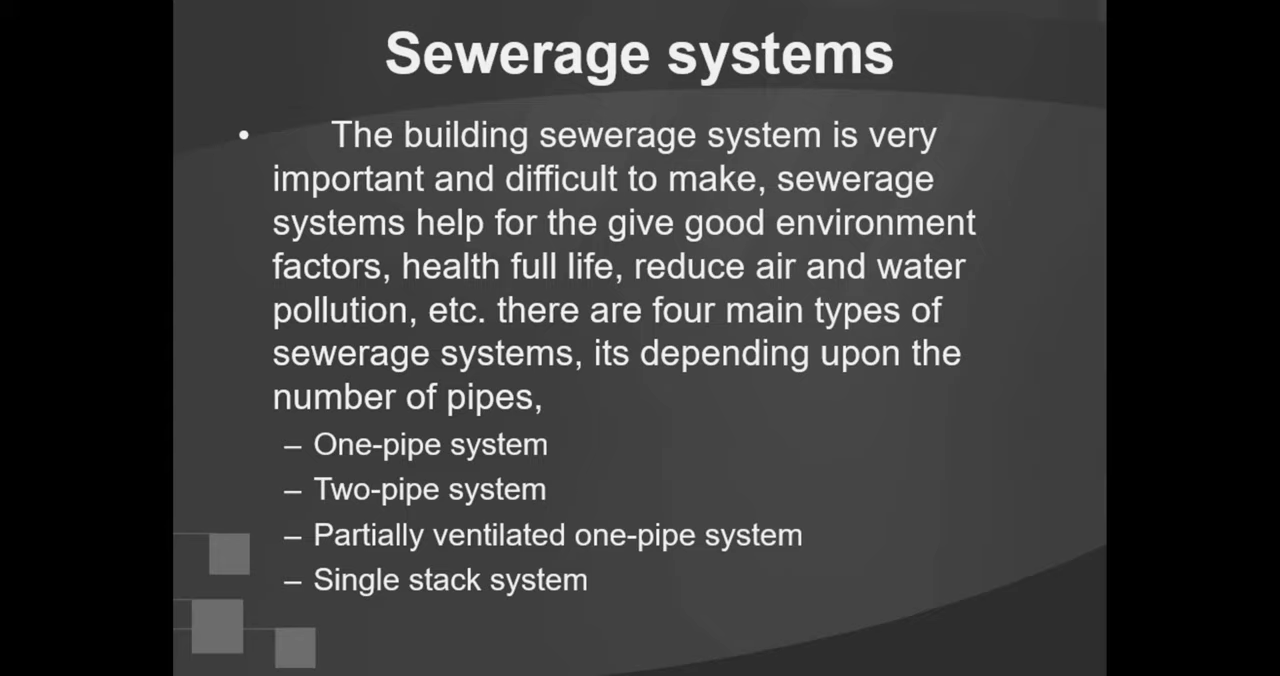 Sewerage systems
• The building sewerage system is very
important and difficult to make, sewerage
systems help for the give good environment
factors, health full life, reduce air and water
pollution, etc. there are four main types of
sewerage systems, its depending upon the
number of pipes,
– One-pipe system
– Two-pipe system
– Partially ventilated one-pipe system
– Single stack system